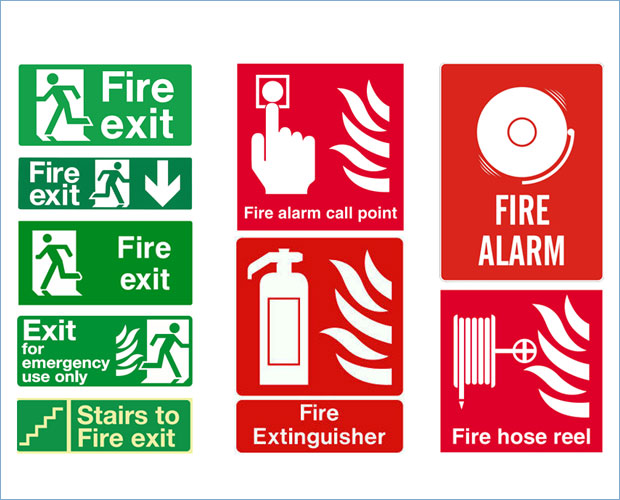 Fire
exit
Fire
exit
Fire
exit
Exit
for
emergency
use only
Stairs to
Fire exit
Fire alarm call point
Fire
Extinguisher
FIRE
ALARM
Fire hose reel